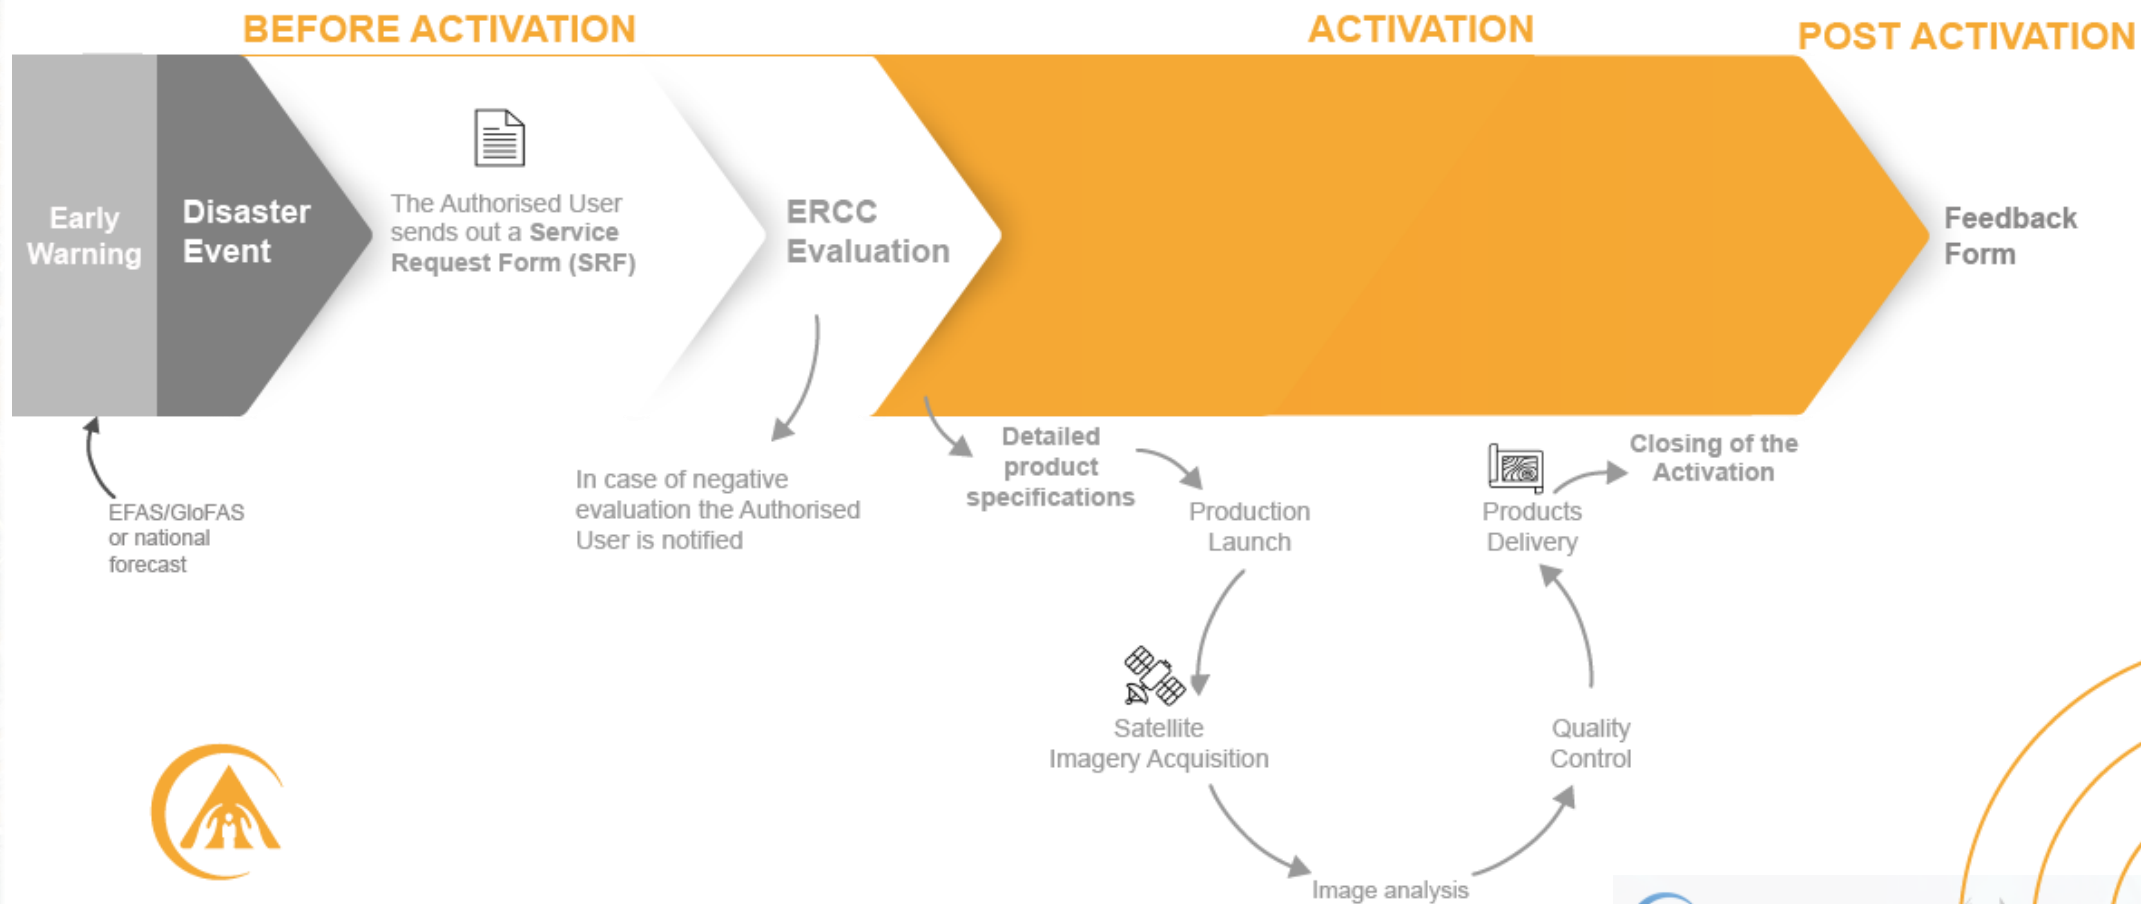 BEFORE ACTIVATION
ACTIVATION
POST ACTIVATION
Early
Warning
Disaster
Event
The Authorised User
sends out a Service
Request Form (SRF)
ERCC
Evaluation
Feedback
Form
EFAS/GloFAS
or national
forecast
In case of negative
evaluation the Authorised
User is notified
Detailed
product
specifications
Production
Launch
Satellite
Imagery Acquisition
Image analysis
Quality
Control
Products
Delivery
Closing of the
Activation